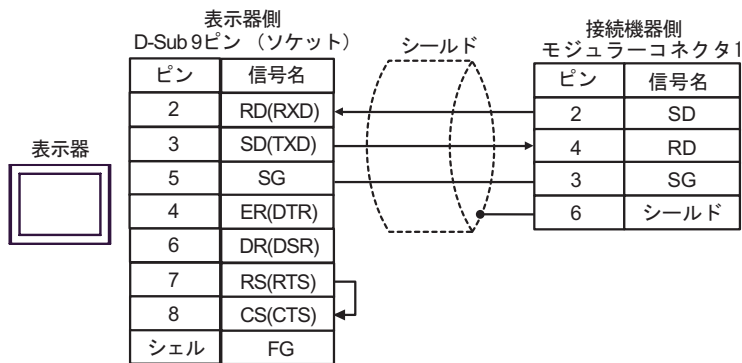 表示器側
D-Sub 9ピン （ソケット）
シールド
接続機器側
モジュラーコネクタ1
表示器
ピン 信号名
2 RD(RXD)
3 SD(TXD)
5 SG
4 ER(DTR)
6 DR(DSR)
7 RS(RTS)
8 CS(CTS)
シェル FG
ピン 信号名
2 SD
4 RD
3 SG
6 シールド